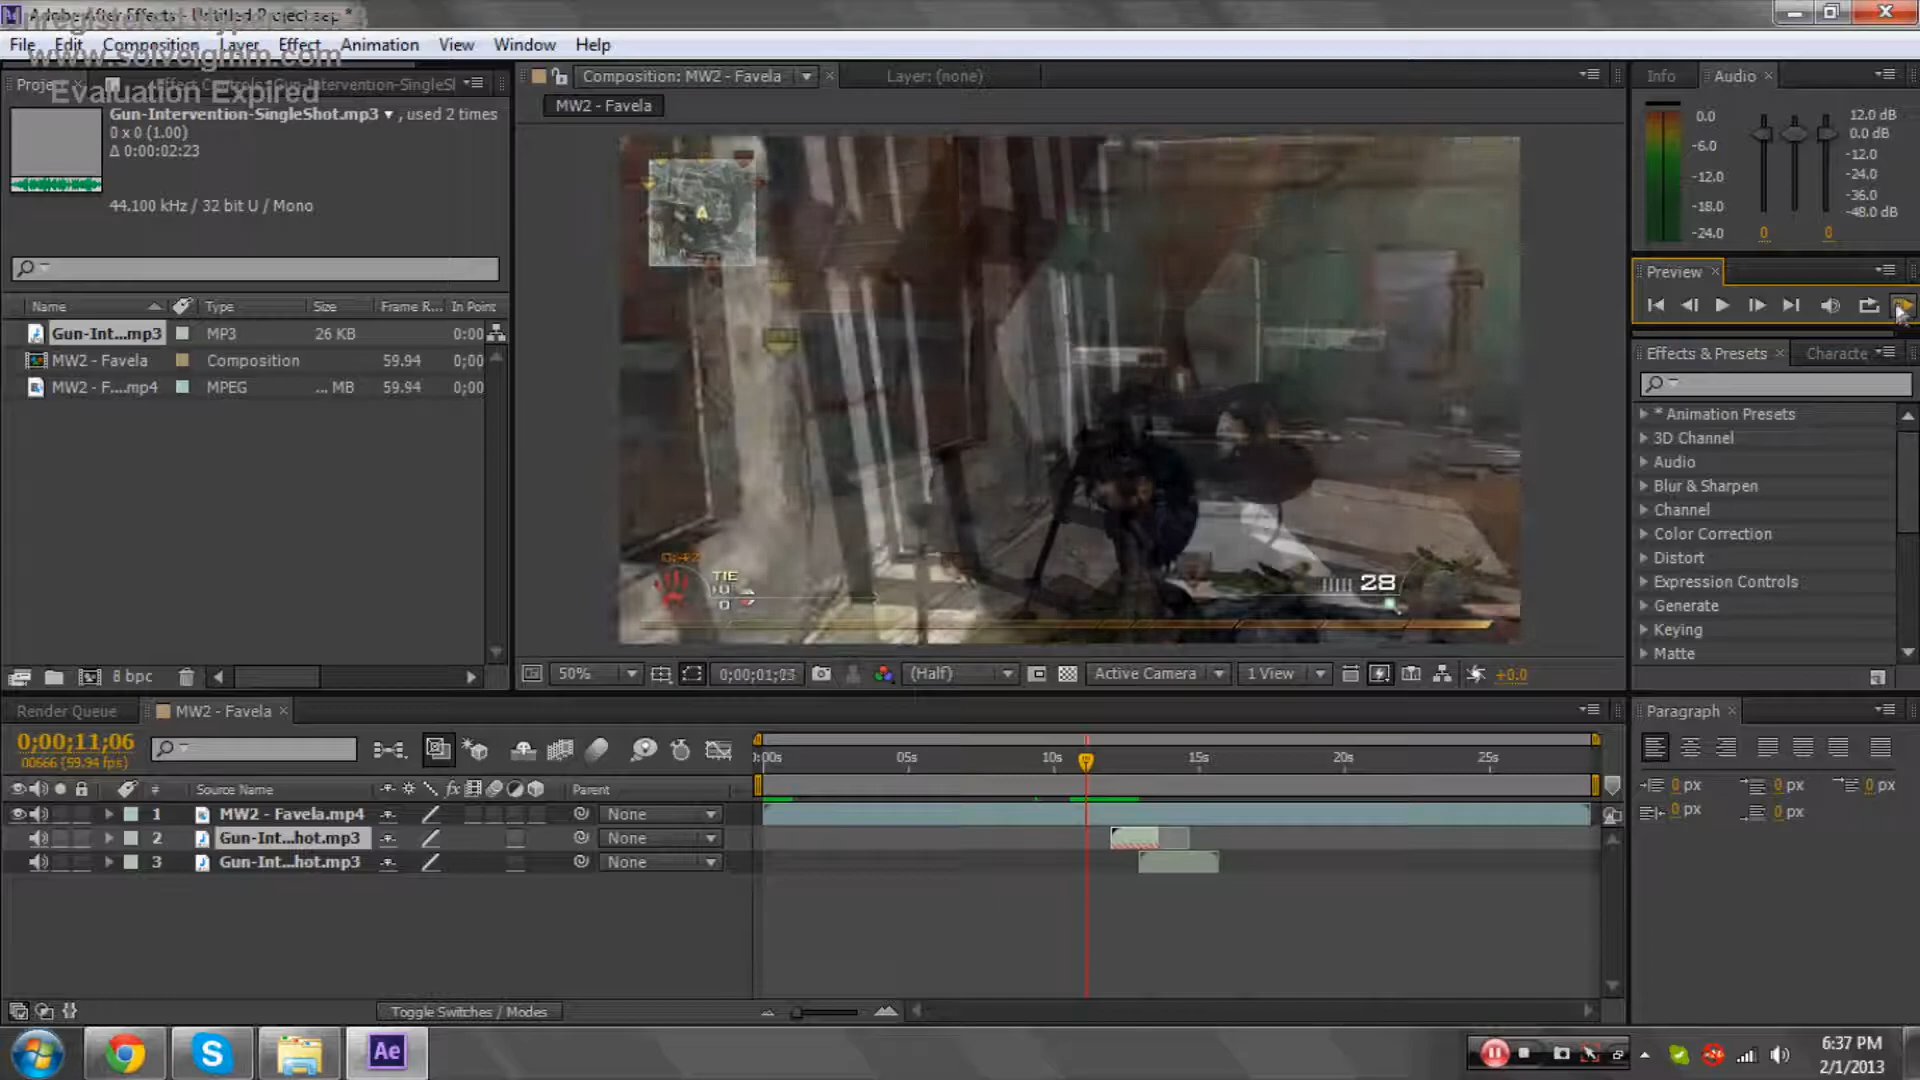 Adobe After Effects - Untitled Project.aep *
File Edit Composition Layer Effect Animation View Window Help
www.solveigmm.com
Evaluation Expired
Effect Controls: Gun-Intervention-SingleSl
Composition: MW2 - Favela
Layer: (none)
Info
Audio
Gun-Intervention-SingleShot.mp3 ▾ , used 2 times
0 x 0 (1.00)
Δ 0:00:02:23
44.100 kHz / 32 bit U / Mono
MW2 - Favela
0.0
-6.0
-12.0
-18.0
-24.0
12.0 dB
0.0 dB
-12.0
-24.0
-36.0
-48.0 dB
0 0
Preview
Name Type Size Frame R... In Point
Gun-Int...mp3 MP3 26 KB 0:00
MW2 - Favela Composition 59.94 0;00
MW2 - F....mp4 MPEG ... MB 59.94 0;00
Effects & Presets
Characte
* Animation Presets
3D Channel
Audio
Blur & Sharpen
Channel
Color Correction
Distort
Expression Controls
Generate
Keying
Matte
A
TIE
0
28
8 bpc
50%
(Half)
Active Camera
1 View
+0.0
Render Queue
MW2 - Favela
0;00;11;06
00666 (59.94 fps)
05s 10s 15s 20s 25s
# Source Name Parent
1 MW2 - Favela.mp4 None
2 Gun-Int...hot.mp3 None
3 Gun-Int...hot.mp3 None
Toggle Switches / Modes
Paragraph
0 px 0 px 0 px
0 px 0 px
Ae
6:37 PM
2/1/2013